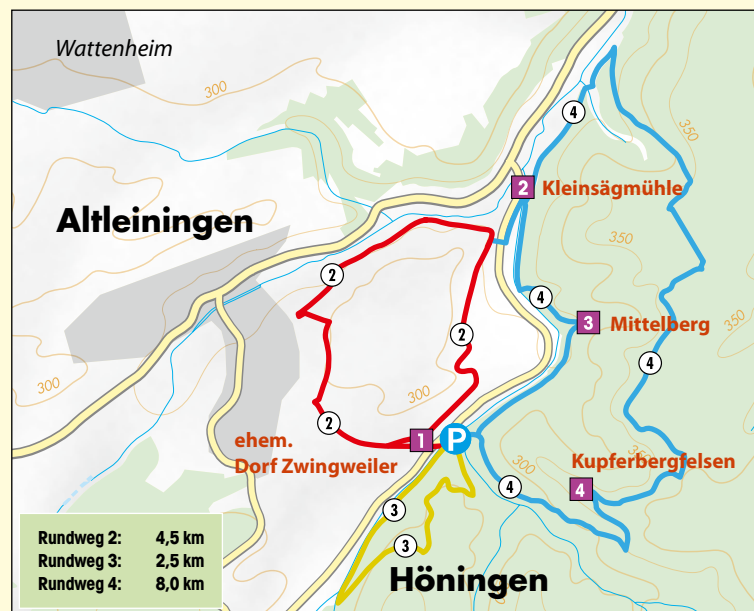 Wattenheim
300
350
4
2
Kleinsägmühle
Altleiningen
350
2
4
3
Mittelberg
350
2
4
300
300
2
1
P
ehem.
Dorf Zwingweiler
300
Kupferbergfelsen
4
4
3
3
Rundweg 2: 4,5 km
Rundweg 3: 2,5 km
Rundweg 4: 8,0 km
Höningen